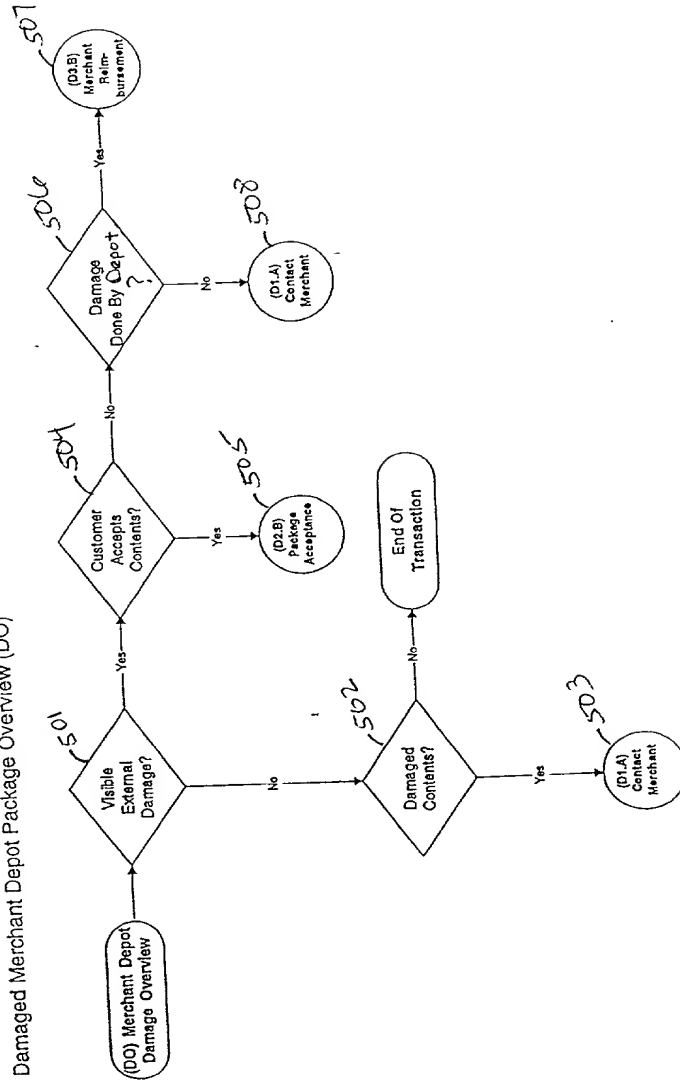 Damaged Merchant Depot Package Overview (DO)
(DO) Merchant Depot
Damage Overview
501
Visible
External
Damage?
Yes
No
504
Customer
Accepts
Contents?
No
Yes
505
(D2.B)
Package
Acceptance
506
Damage
Done By Depot
?
Yes
No
507
(D3.B)
Merchant
Reim-
bursement
508
(D1.A)
Contact
Merchant
502
Damaged
Contents?
No
End Of
Transaction
Yes
503
(D1.A)
Contact
Merchant